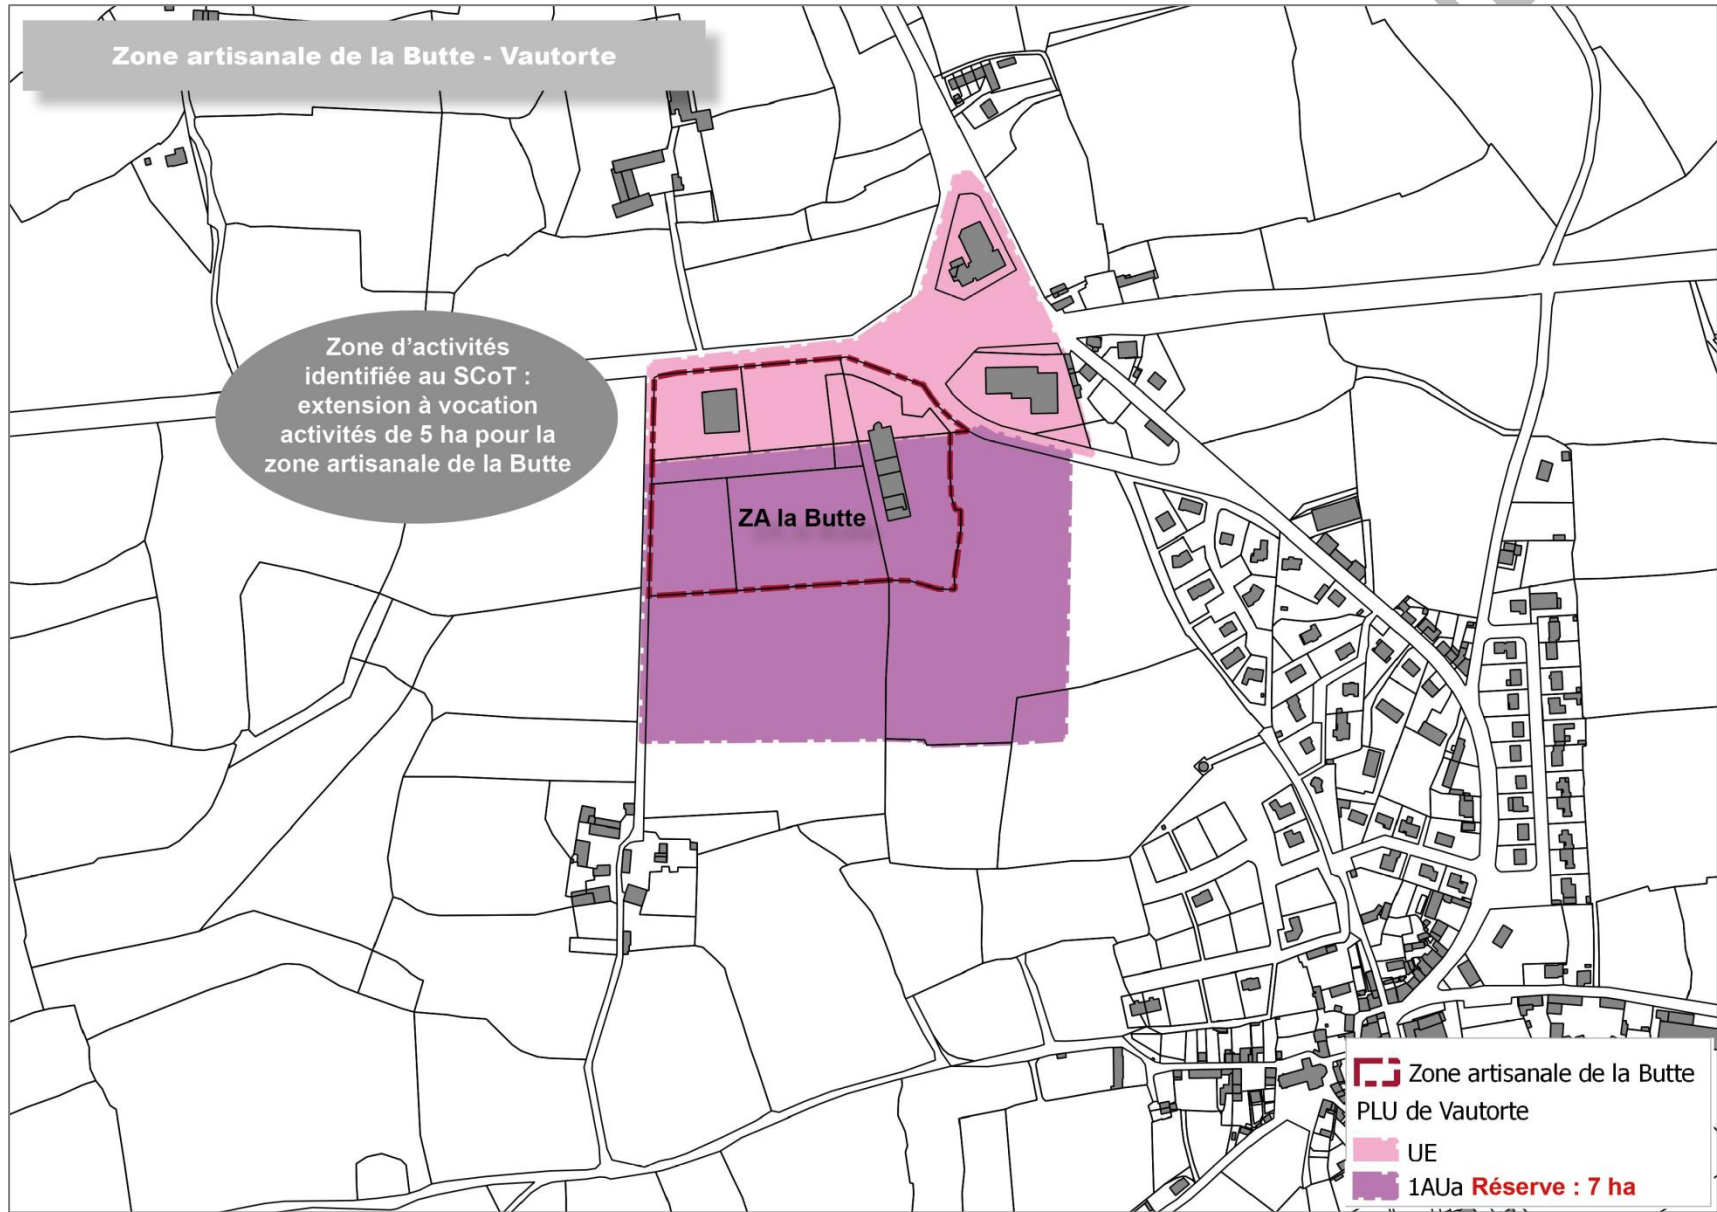 Zone artisanale de la Butte - Vautorte
Zone d'activités
identifiée au SCoT :
extension à vocation
activités de 5 ha pour la
zone artisanale de la Butte
ZA la Butte
Zone artisanale de la Butte
PLU de Vautorte
UE
1AUa Réserve : 7 ha